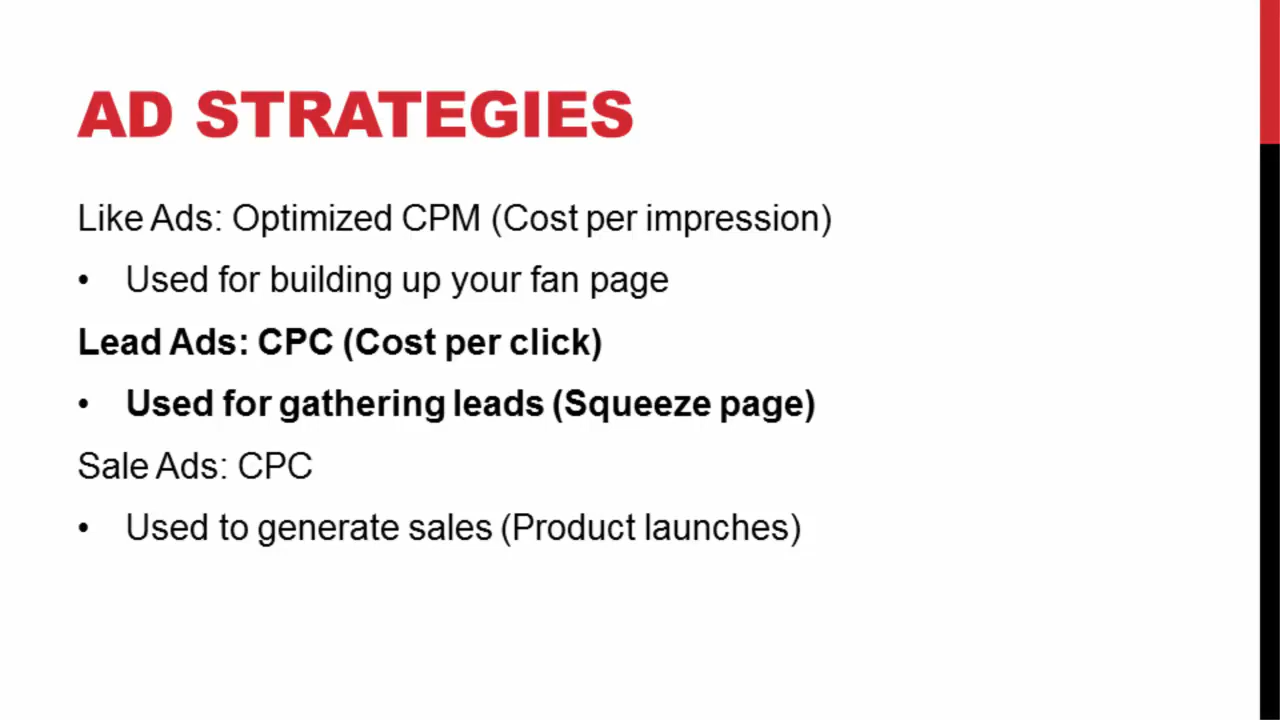 AD STRATEGIES
Like Ads: Optimized CPM (Cost per impression)
• Used for building up your fan page
Lead Ads: CPC (Cost per click)
• Used for gathering leads (Squeeze page)
Sale Ads: CPC
• Used to generate sales (Product launches)